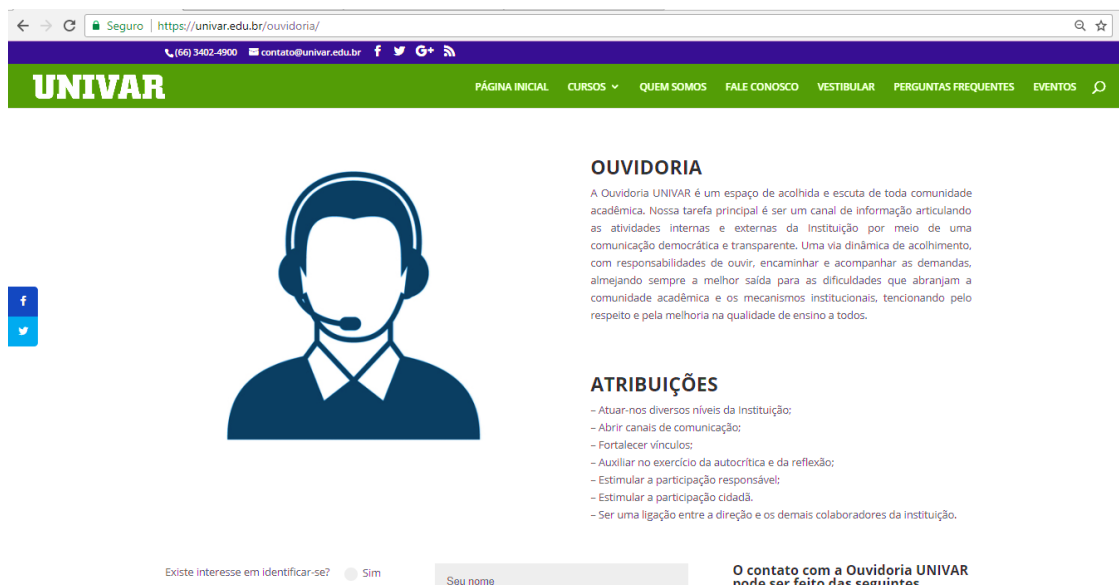 Seguro | https://univar.edu.br/ouvidoria/
(66) 3402-4900 contato@univar.edu.br f G+
UNIVAR
PÁGINA INICIAL CURSOS QUEM SOMOS FALE CONOSCO VESTIBULAR PERGUNTAS FREQUENTES EVENTOS
OUVIDORIA
A Ouvidoria UNIVAR é um espaço de acolhida e escuta de toda comunidade
acadêmica. Nossa tarefa principal é ser um canal de informação articulando
as atividades internas e externas da Instituição por meio de uma
comunicação democrática e transparente. Uma via dinâmica de acolhimento,
com responsabilidades de ouvir, encaminhar e acompanhar as demandas,
almejando sempre a melhor saída para as dificuldades que abranjam a
comunidade acadêmica e os mecanismos institucionais, tencionando pelo
respeito e pela melhoria na qualidade de ensino a todos.
f
ATRIBUIÇÕES
– Atuar-nos diversos níveis da Instituição;
– Abrir canais de comunicação;
– Fortalecer vínculos;
– Auxiliar no exercício da autocrítica e da reflexão;
– Estimular a participação responsável;
– Estimular a participação cidadã.
– Ser uma ligação entre a direção e os demais colaboradores da instituição.
Existe interesse em identificar-se? Sim
Seu nome
O contato com a Ouvidoria UNIVAR
pode ser feito das seguintes